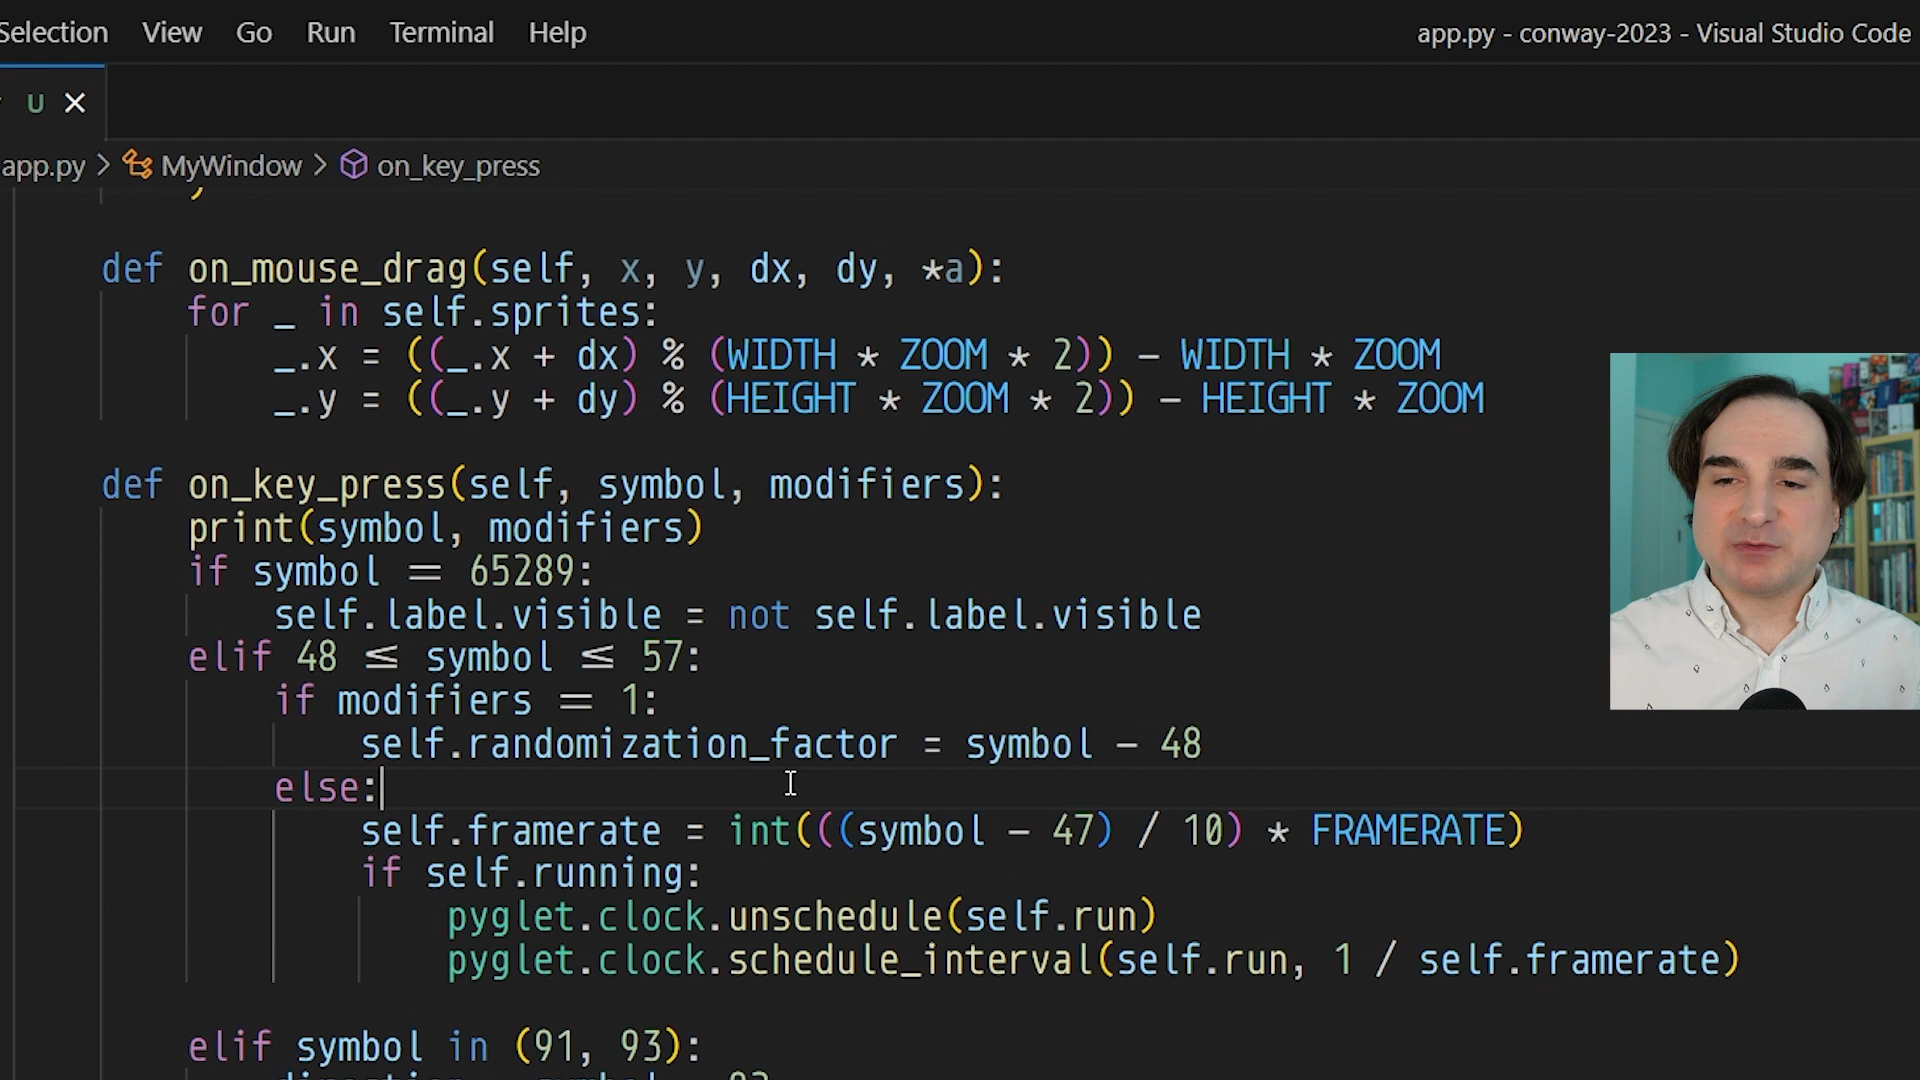 Selection View Go Run Terminal Help app.py - conway-2023 - Visual Studio Code
U
app.py > MyWindow > on_key_press
)
def on_mouse_drag(self, x, y, dx, dy, *a):
for _ in self.sprites:
_.x = ((_.x + dx) % (WIDTH * ZOOM * 2)) - WIDTH * ZOOM
_.y = ((_.y + dy) % (HEIGHT * ZOOM * 2)) - HEIGHT * ZOOM
def on_key_press(self, symbol, modifiers):
print(symbol, modifiers)
if symbol == 65289:
self.label.visible = not self.label.visible
elif 48 ≤ symbol ≤ 57:
if modifiers == 1:
self.randomization_factor = symbol - 48
else:
self.framerate = int(((symbol - 47) / 10) * FRAMERATE)
if self.running:
pyglet.clock.unschedule(self.run)
pyglet.clock.schedule_interval(self.run, 1 / self.framerate)
elif symbol in (91, 93):